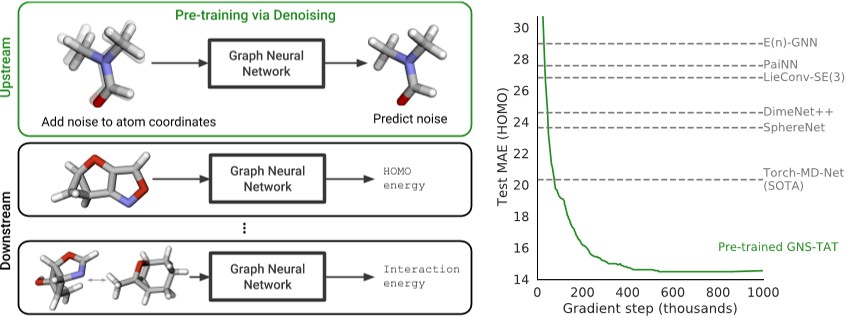 Pre-training via Denoising
Upstream
Graph Neural
Network
Add noise to atom coordinates
Predict noise
Downstream
Graph Neural
Network
HOMO
energy
⋮
Graph Neural
Network
Interaction
energy
Test MAE (HOMO)
30
28
26
24
22
20
18
16
14
E(n)-GNN
PaiNN
LieConv-SE(3)
DimeNet++
SphereNet
Torch-MD-Net
(SOTA)
Pre-trained GNS-TAT
0 200 400 600 800 1000
Gradient step (thousands)